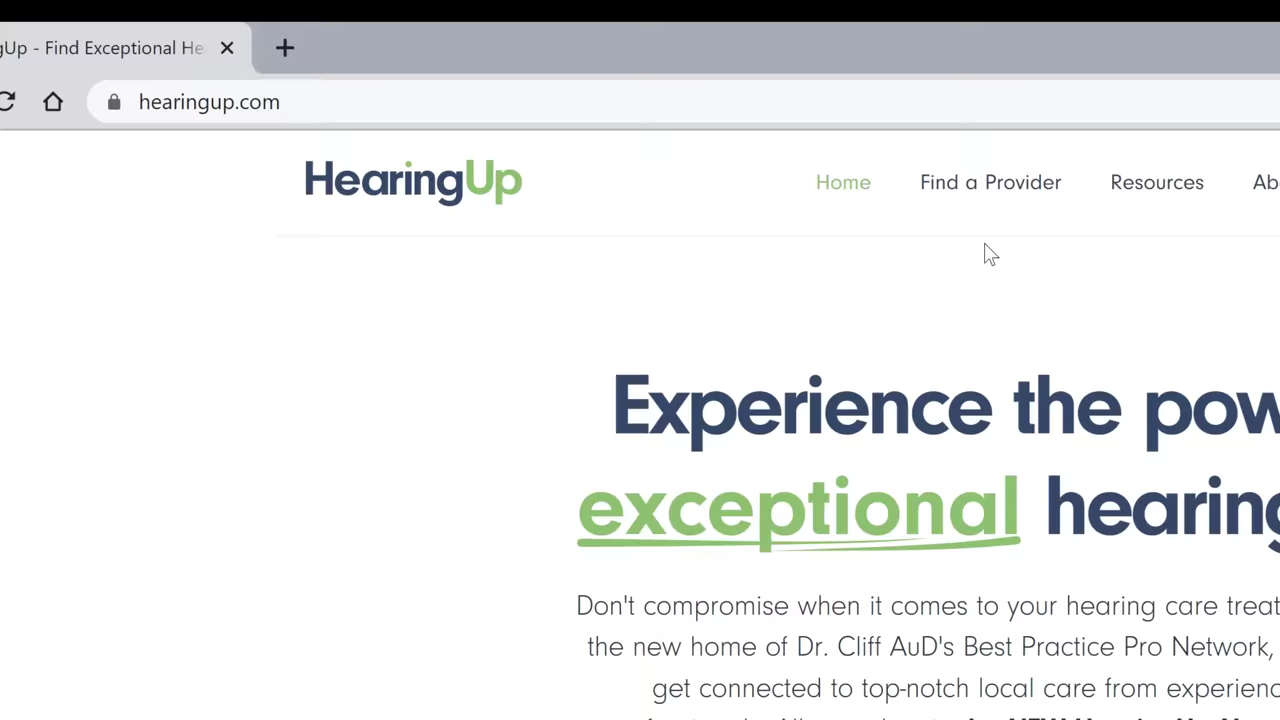 gUp - Find Exceptional He
hearingup.com
HearingUp
Home Find a Provider Resources Ab
Experience the pow
exceptional hearing
Don't compromise when it comes to your hearing care treat
the new home of Dr. Cliff AuD's Best Practice Pro Network,
get connected to top-notch local care from experienc